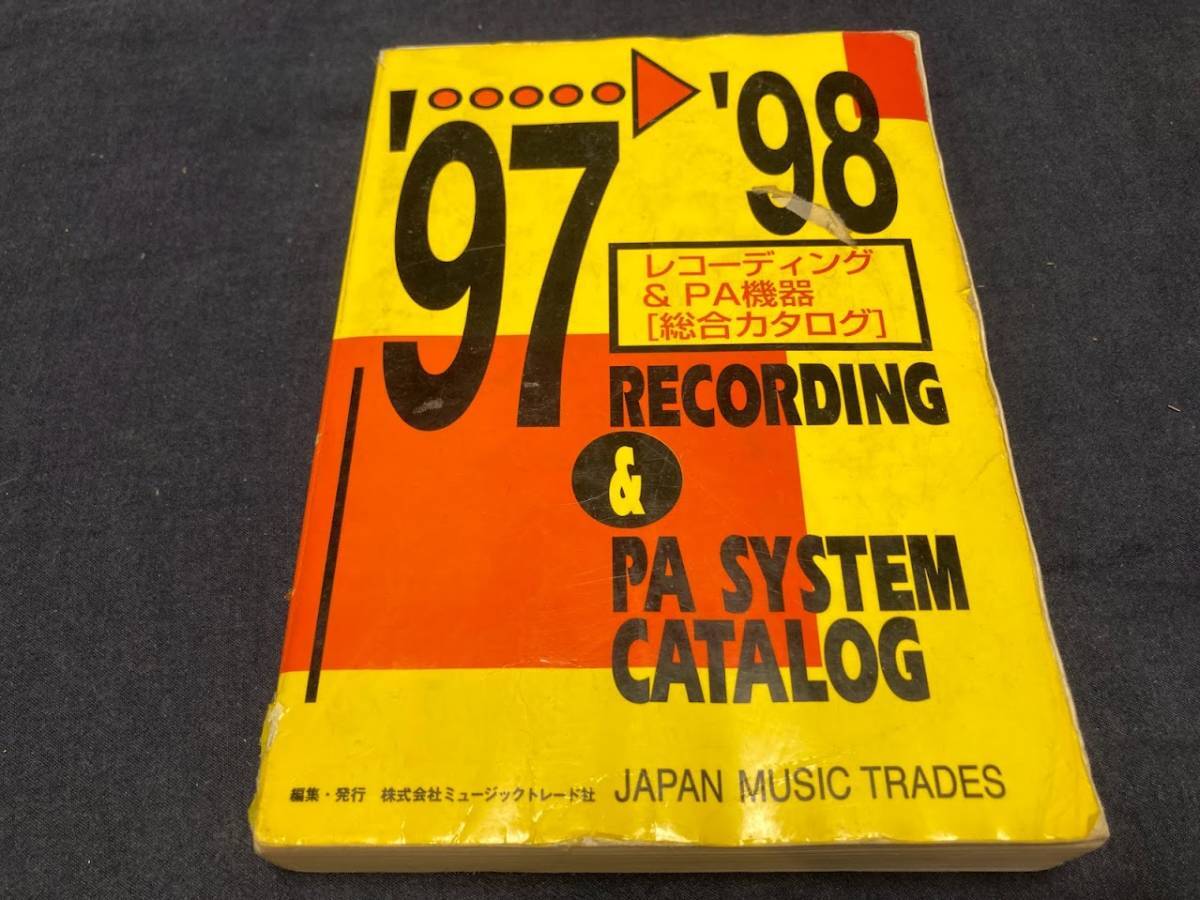 '97
'98
レコーディング
& PA機器
[総合カタログ]
RECORDING
&
PA SYSTEM
CATALOG
編集・発行 株式会社ミュージックトレード社 JAPAN MUSIC TRADES